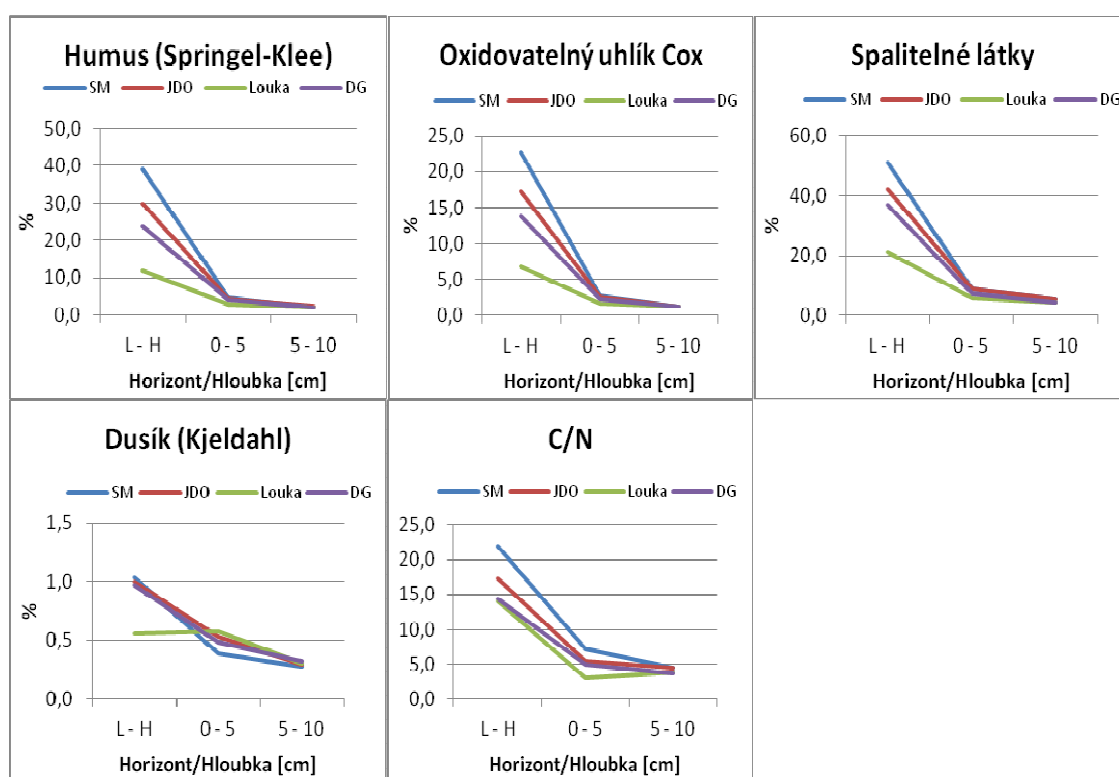 Humus (Springel-Klee)
SM JDO Louka DG
50,0
40,0
30,0
20,0
10,0
0,0
%
L - H 0 - 5 5 - 10
Horizont/Hloubka [cm]
Oxidovatelný uhlík Cox
SM JDO Louka DG
25,0
20,0
15,0
10,0
5,0
0,0
%
L - H 0 - 5 5 - 10
Horizont/Hloubka [cm]
Spalitelné látky
SM JDO Louka DG
60,0
40,0
20,0
0,0
%
L - H 0 - 5 5 - 10
Horizont/Hloubka [cm]
Dusík (Kjeldahl)
SM JDO Louka DG
1,5
1,0
0,5
0,0
%
L - H 0 - 5 5 - 10
Horizont/Hloubka [cm]
C/N
SM JDO Louka DG
25,0
20,0
15,0
10,0
5,0
0,0
L - H 0 - 5 5 - 10
Horizont/Hloubka [cm]